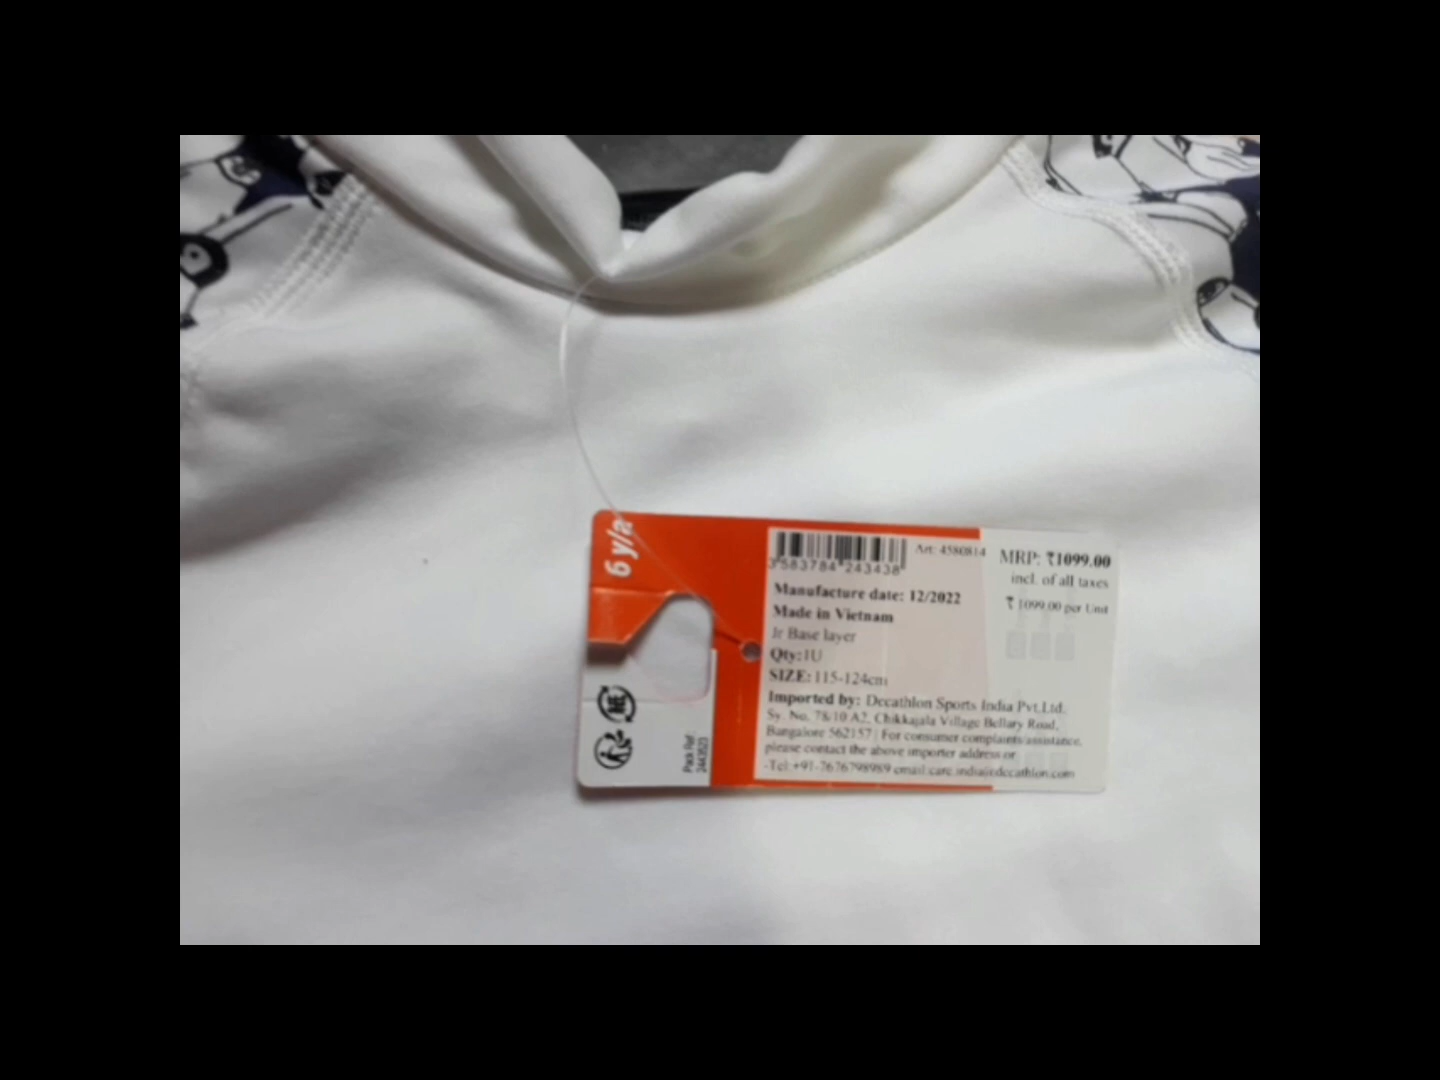 6 y/a
3583784 243438
Art: 4580814
MRP: ₹1099.00
incl. of all taxes
₹ 1099.00 per Unit
Manufacture date: 12/2022
Made in Vietnam
Jr Base layer
Qty:1U
SIZE:115-124cm
Imported by: Decathlon Sports India Pvt.Ltd.
Sy. No. 78/10 A2, Chikkajala Village Bellary Road,
Bangalore 562157 | For consumer complaints/assistance,
please contact the above importer address or
-Tel:+91-7676798989 email:care.india@decathlon.com
Pack Ref.
2443523